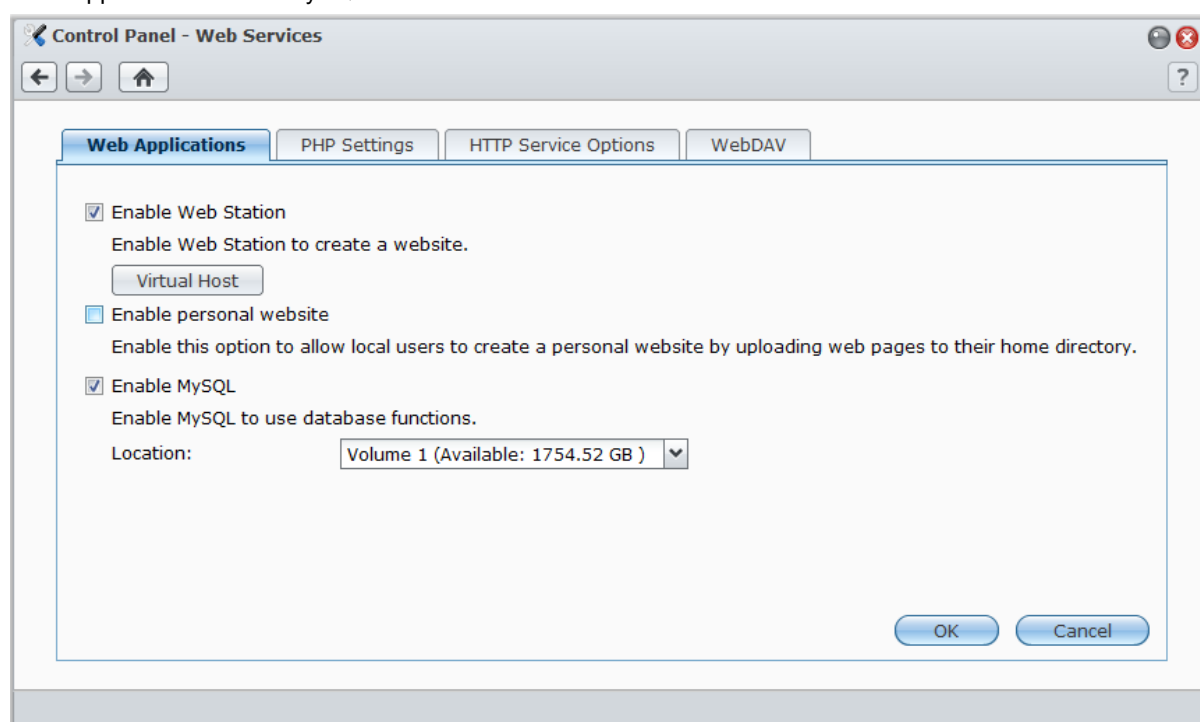 Control Panel - Web Services
?
Web Applications PHP Settings HTTP Service Options WebDAV
Enable Web Station
Enable Web Station to create a website.
Virtual Host
Enable personal website
Enable this option to allow local users to create a personal website by uploading web pages to their home directory.
Enable MySQL
Enable MySQL to use database functions.
Location: Volume 1 (Available: 1754.52 GB )
OK Cancel